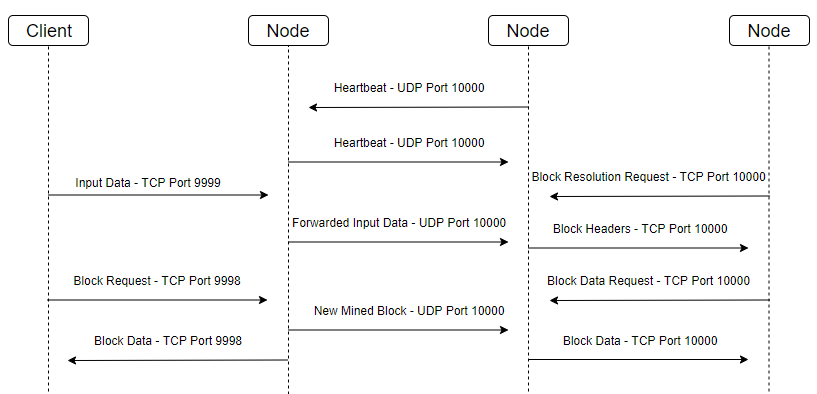 Client
Node
Node
Node
Heartbeat - UDP Port 10000
Heartbeat - UDP Port 10000
Block Resolution Request - TCP Port 10000
Input Data - TCP Port 9999
Forwarded Input Data - UDP Port 10000
Block Headers - TCP Port 10000
Block Request - TCP Port 9998
Block Data Request - TCP Port 10000
New Mined Block - UDP Port 10000
Block Data - TCP Port 9998
Block Data - TCP Port 10000